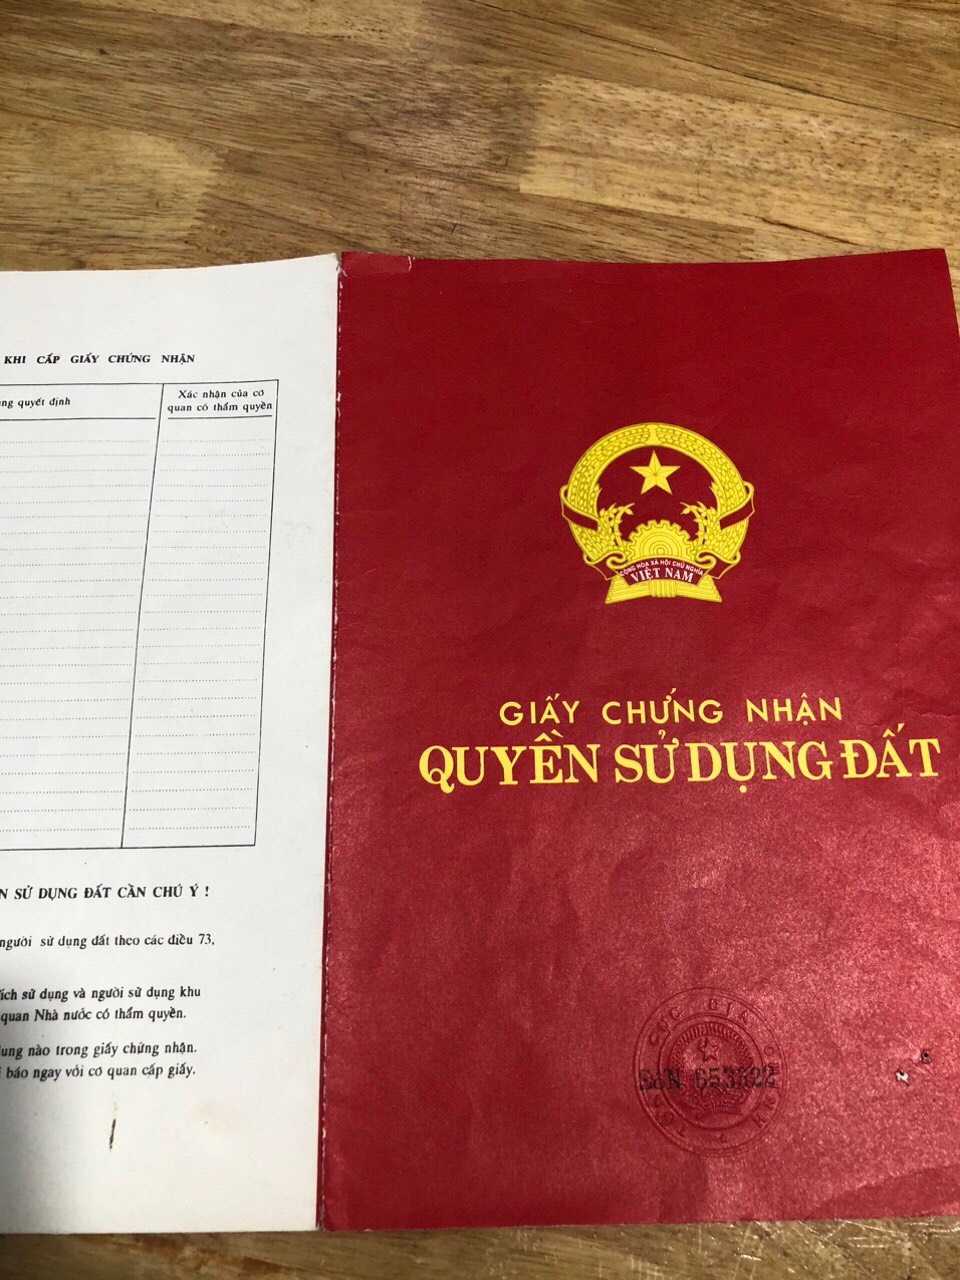 KHI CẤP GIẤY CHỨNG NHẬN
ng quyết định
Xác nhận của cơ
quan có thẩm quyền
N SỬ DỤNG ĐẤT CẦN CHÚ Ý !
người sử dụng đất theo các điều 73,
ích sử dụng và người sử dụng khu
quan Nhà nước có thẩm quyền.
dung nào trong giấy chứng nhận.
báo ngay với cơ quan cấp giấy.
CỘNG HÒA XÃ HỘI CHỦ NGHĨA
VIỆT NAM
GIẤY CHỨNG NHẬN
QUYỀN SỬ DỤNG ĐẤT